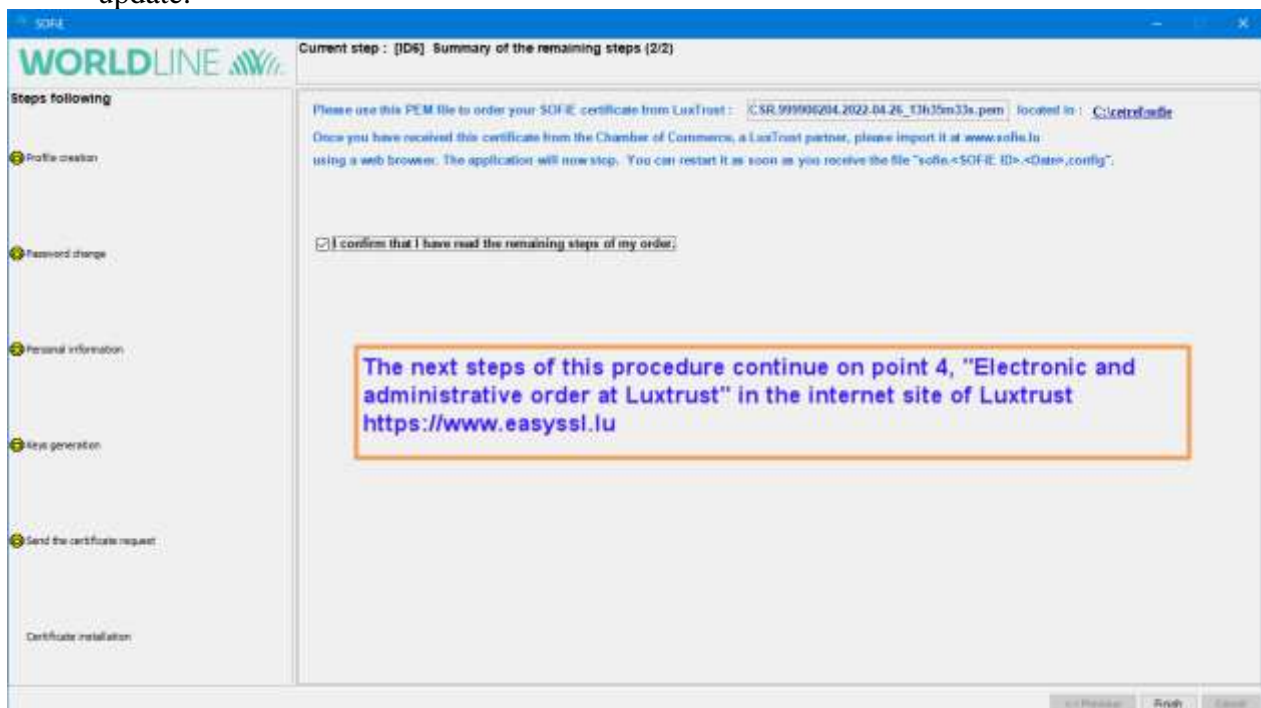 update.
SOFiE
WORLDLINE
Current step : [ID6] Summary of the remaining steps (2/2)
Steps following
Profile creation
Password change
Personal information
Keys generation
Send the certificate request
Certificate installation
Please use this PEM file to order your SOFiE certificate from LuxTrust : CSR.999906204.2022-04-26_13h35m33s.pem located in : C:\cetrel\sofie
Once you have received this certificate from the Chamber of Commerce, a LuxTrust partner, please import it at www.sofie.lu
using a web browser. The application will now stop. You can restart it as soon as you receive the file "sofie.<SOFiE ID>.<Date>.config".
I confirm that I have read the remaining steps of my order.
The next steps of this procedure continue on point 4, "Electronic and
administrative order at Luxtrust" in the internet site of Luxtrust
https://www.easyssl.lu
<< Previous Finish Cancel